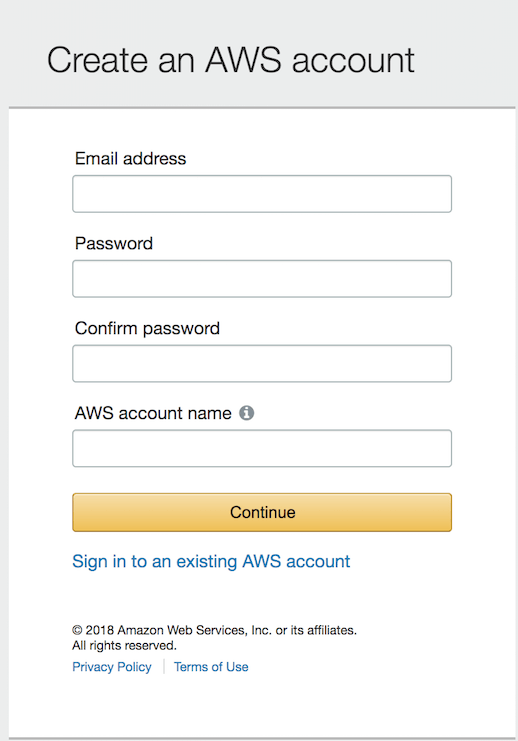 Create an AWS account
Email address
Password
Confirm password
AWS account name
Continue
Sign in to an existing AWS account
© 2018 Amazon Web Services, Inc. or its affiliates.
All rights reserved.
Privacy Policy | Terms of Use